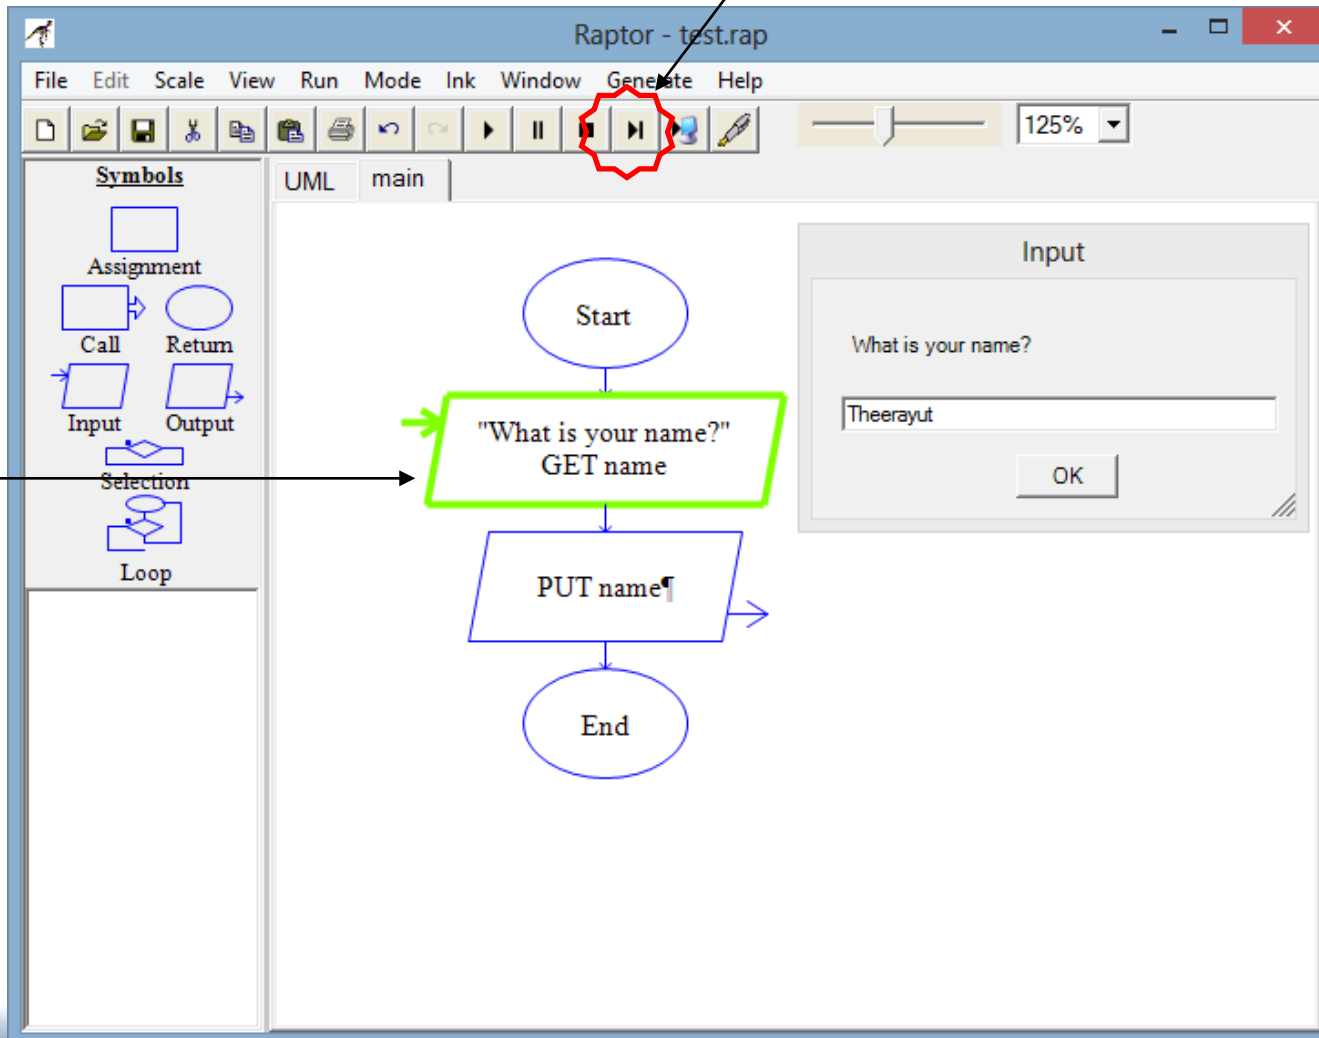 Raptor - test.rap
File Edit Scale View Run Mode Ink Window Generate Help
125%
Symbols
Assignment
Call Return
Input Output
Selection
Loop
UML main
Start
"What is your name?"
GET name
PUT name¶
End
Input
What is your name?
Theerayut
OK